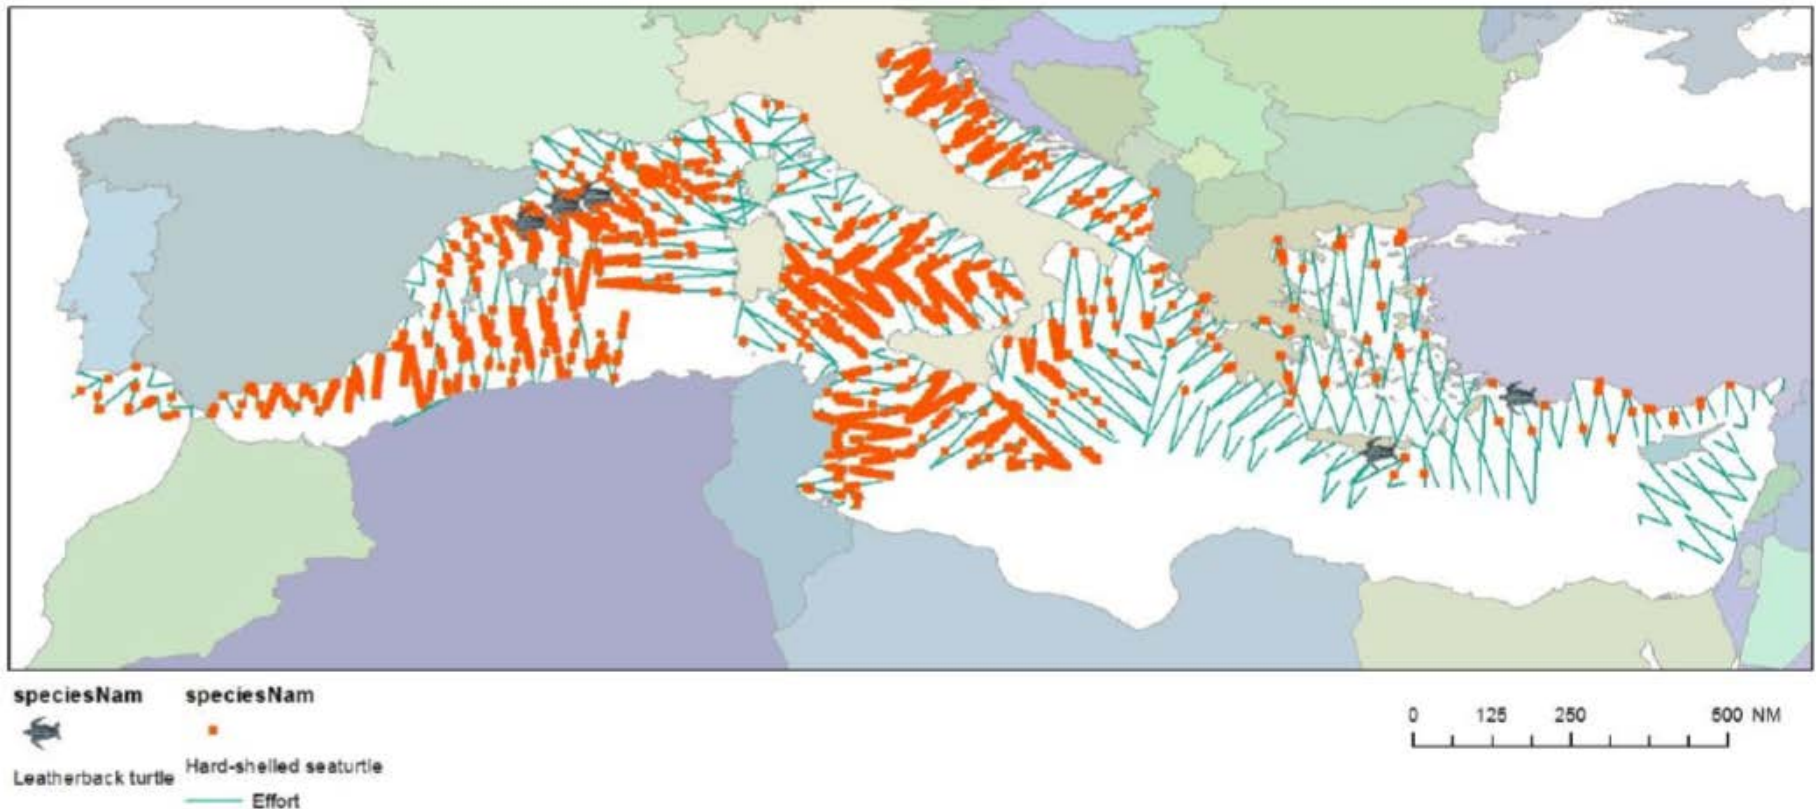 speciesNam
Leatherback turtle
speciesNam
Hard-shelled seaturtle
Effort
0 125 250 500 NM